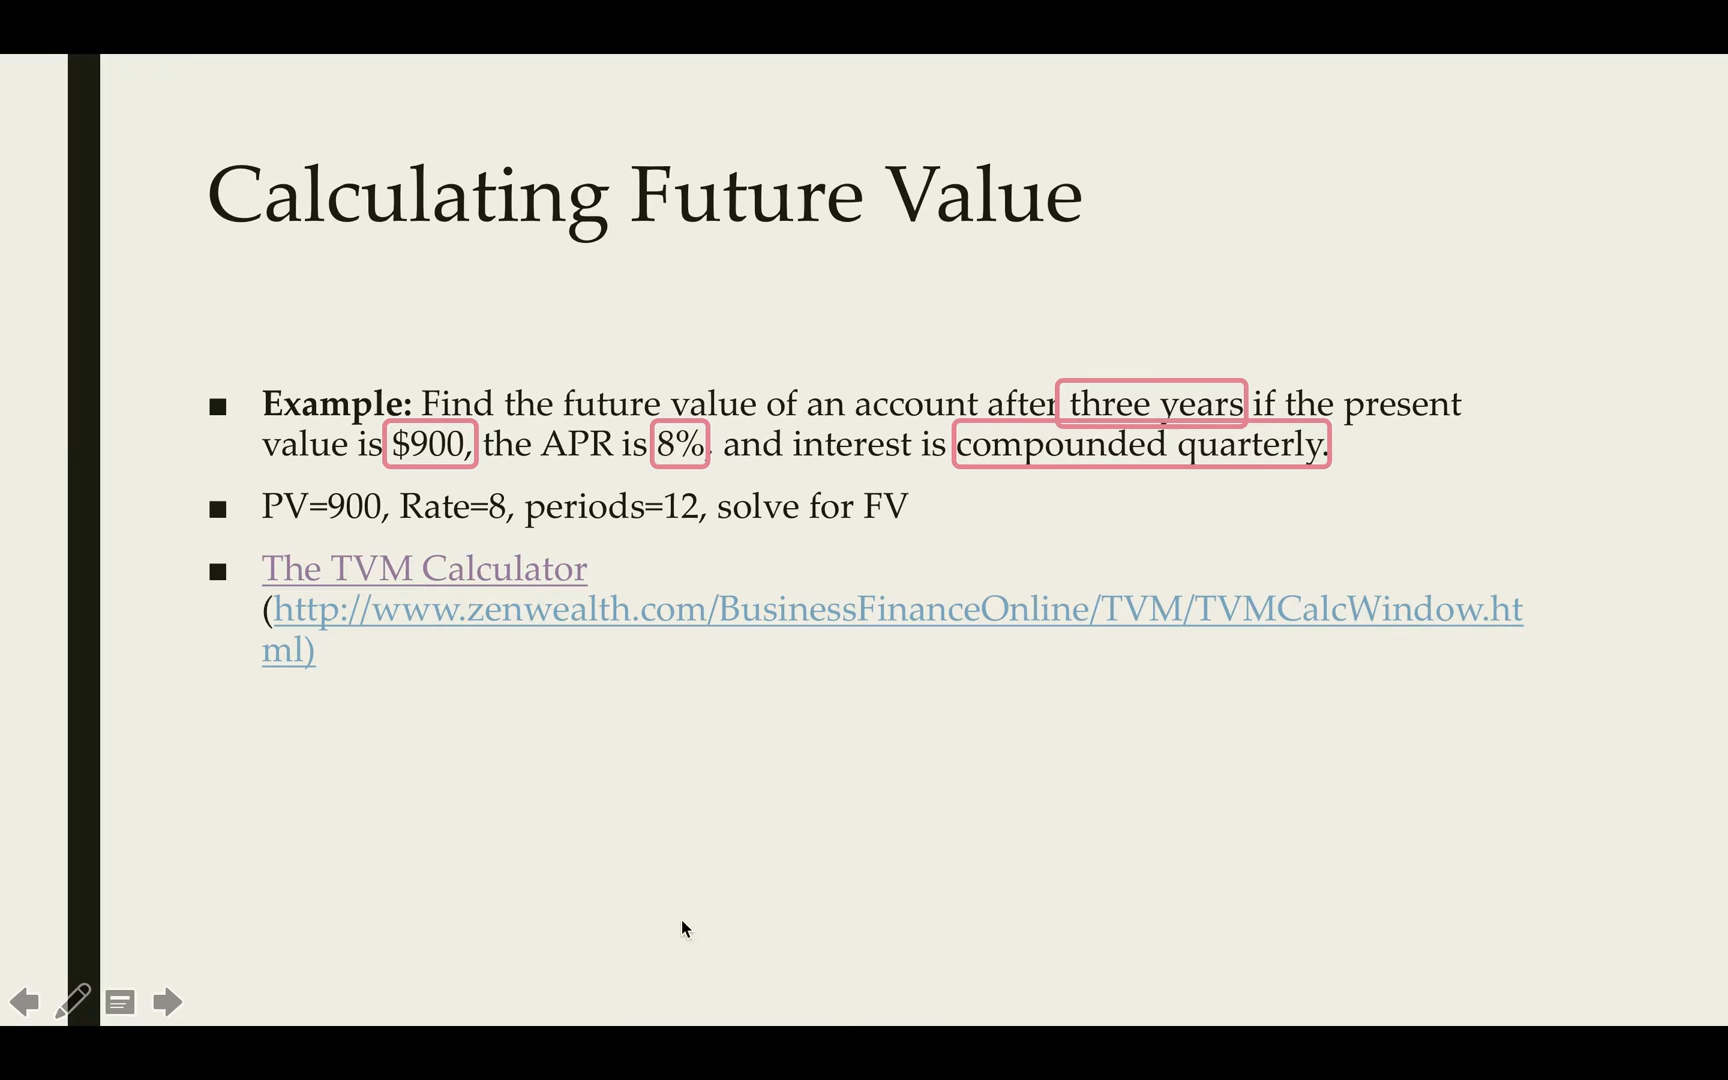 Calculating Future Value
■ Example: Find the future value of an account after three years if the present
value is $900, the APR is 8%, and interest is compounded quarterly.
■ PV=900, Rate=8, periods=12, solve for FV
■ The TVM Calculator
(http://www.zenwealth.com/BusinessFinanceOnline/TVM/TVMCalcWindow.ht
ml)